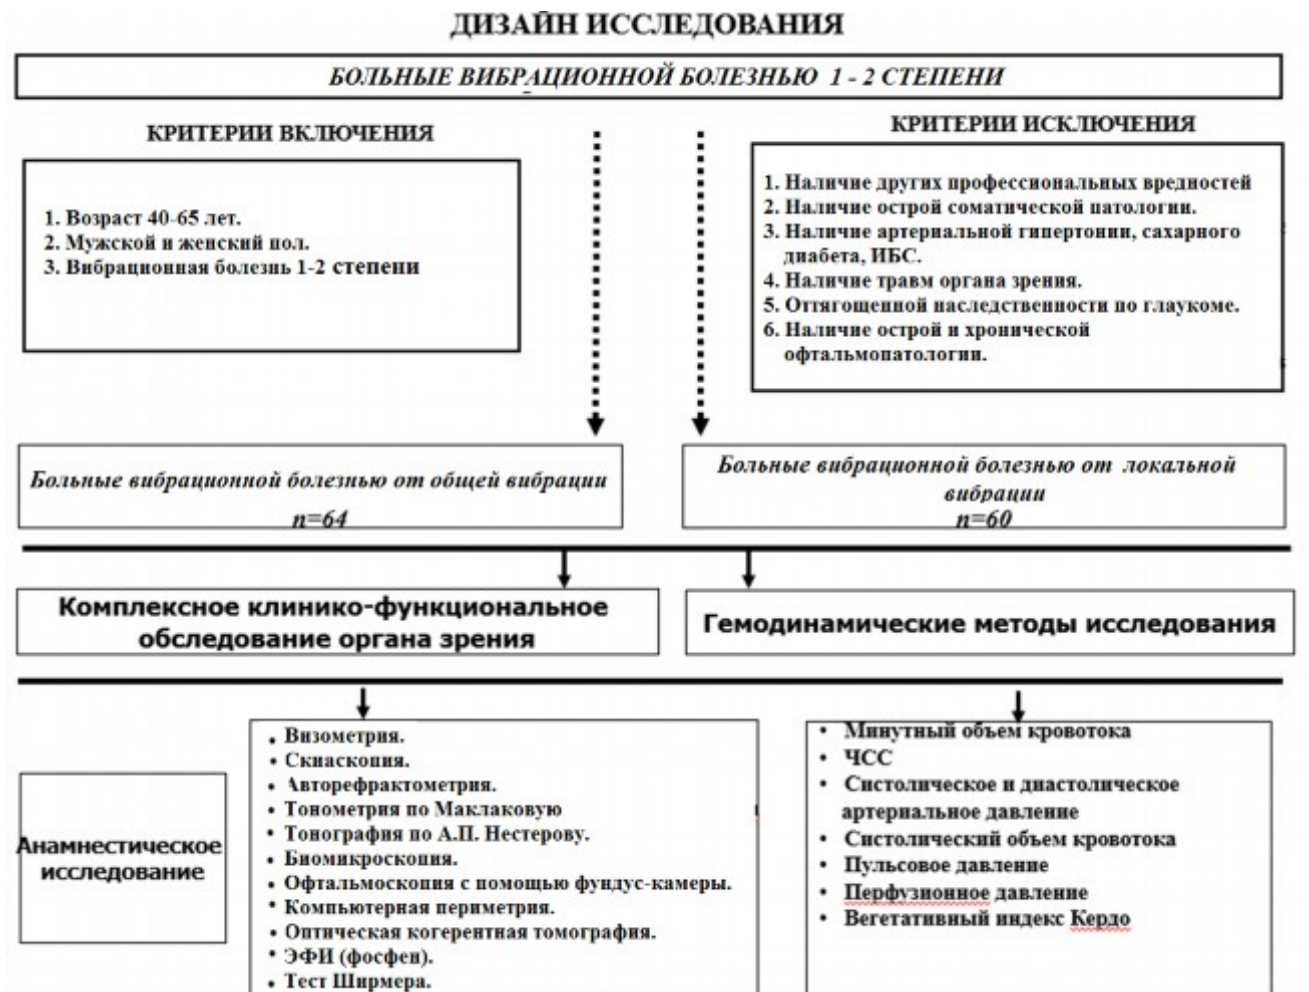 ДИЗАЙН ИССЛЕДОВАНИЯ
БОЛЬНЫЕ ВИБРАЦИОННОЙ БОЛЕЗНЬЮ 1 - 2 СТЕПЕНИ
КРИТЕРИИ ВКЛЮЧЕНИЯ
1. Возраст 40-65 лет.
2. Мужской и женский пол.
3. Вибрационная болезнь 1-2 степени
КРИТЕРИИ ИСКЛЮЧЕНИЯ
1. Наличие других профессиональных вредностей
2. Наличие острой соматической патологии.
3. Наличие артериальной гипертонии, сахарного
диабета, ИБС.
4. Наличие травм органа зрения.
5. Оттягощенной наследственности по глаукоме.
6. Наличие острой и хронической
офтальмопатологии.
Больные вибрационной болезнью от общей вибрации
n=64
Больные вибрационной болезнью от локальной
вибрации
n=60
Комплексное клинико-функциональное
обследование органа зрения
Гемодинамические методы исследования
Анамнестическое
исследование
• Визометрия.
• Скиаскопия.
• Авторефрактометрия.
• Тонометрия по Маклаковую
• Тонография по А.П. Нестерову.
• Биомикроскопия.
• Офтальмоскопия с помощью фундус-камеры.
• Компьютерная периметрия.
• Оптическая когерентная томография.
• ЭФИ (фосфен).
• Тест Ширмера.
• Минутный объем кровотока
• ЧСС
• Систолическое и диастолическое
артериальное давление
• Систолический объем кровотока
• Пульсовое давление
• Перфузионное давление
• Вегетативный индекс Кердо